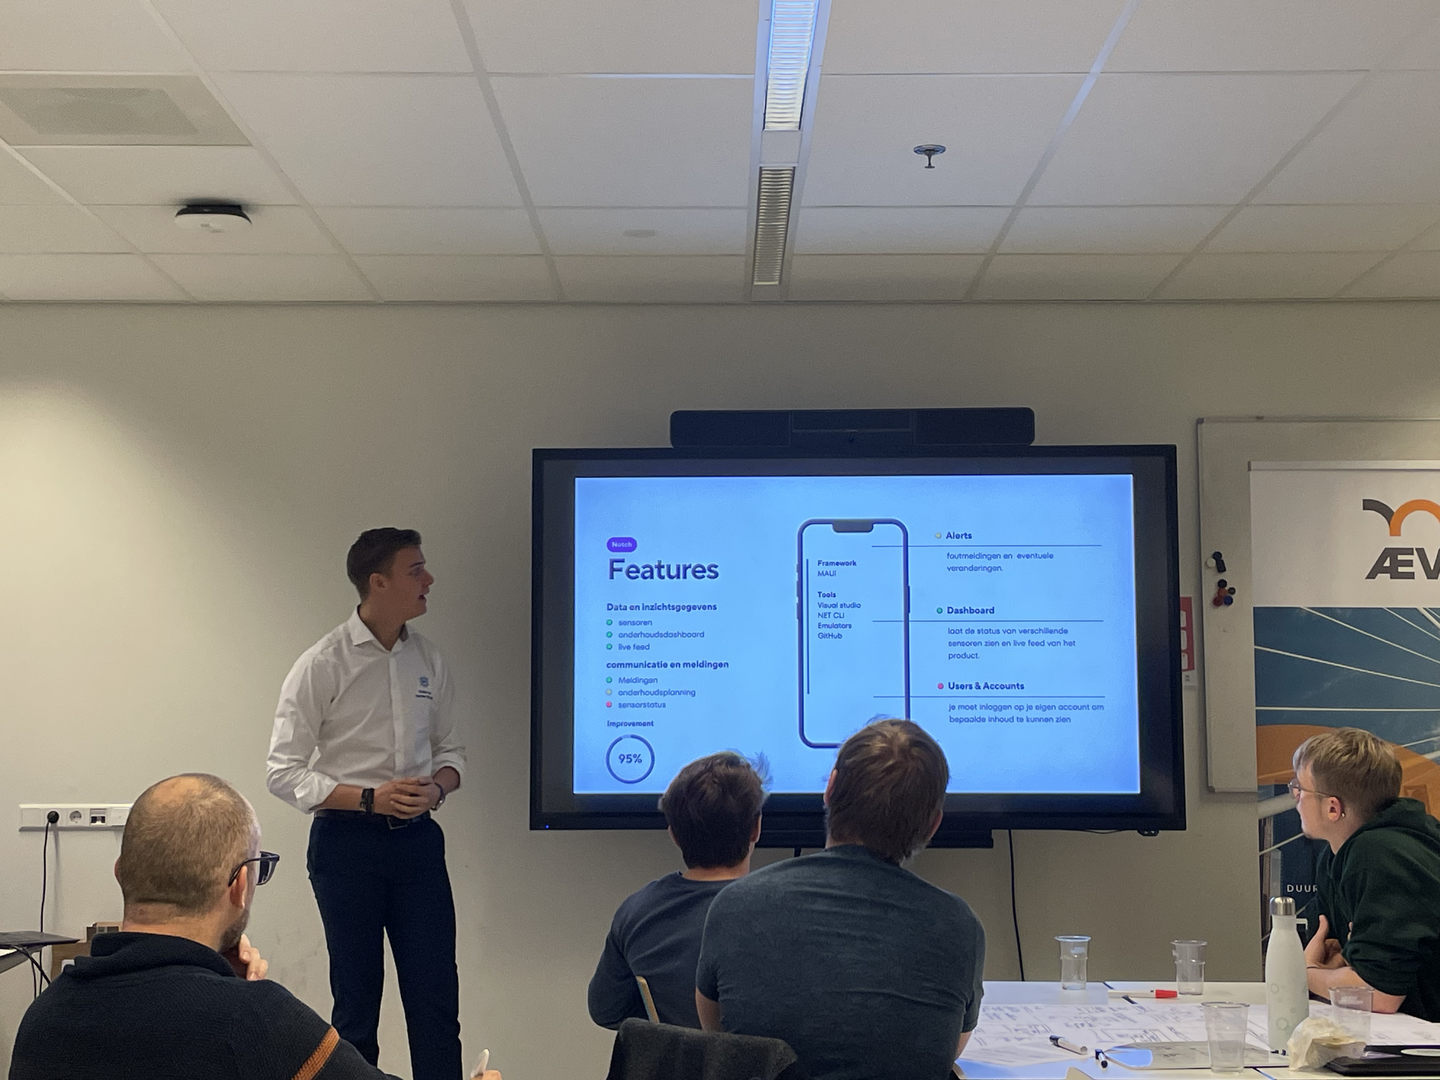 Notch
Features
Data en inzichtsgegevens
sensoren
onderhoudsdashboard
live feed
communicatie en meldingen
Meldingen
onderhoudsplanning
sensorstatus
Improvement
95%
Framework
MAUI
Tools
Visual studio
NET CLI
Emulators
GitHub
Alerts
foutmeldingen en eventuele
veranderingen.
Dashboard
laat de status van verschillende
sensoren zien en live feed van het
product.
Users & Accounts
je moet inloggen op je eigen account om
bepaalde inhoud te kunnen zien
ÆV
DUUR